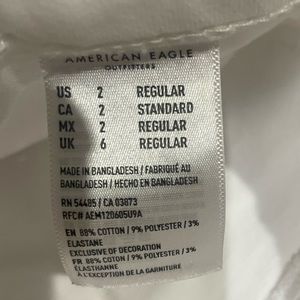 AMERICAN EAGLE
OUTFITTERS
US 2 REGULAR
CA 2 STANDARD
MX 2 REGULAR
UK 6 REGULAR
MADE IN BANGLADESH / FABRIQUÉ AU
BANGLADESH / HECHO EN BANGLADESH
RN 54485 / CA 03873
RFC# AEM120605U9A
EN 88% COTTON / 9% POLYESTER / 3%
ELASTANE
EXCLUSIVE OF DECORATION
FR 88% COTON / 9% POLYESTER / 3%
ÉLASTHANNE
À L'EXCEPTION DE LA GARNITURE